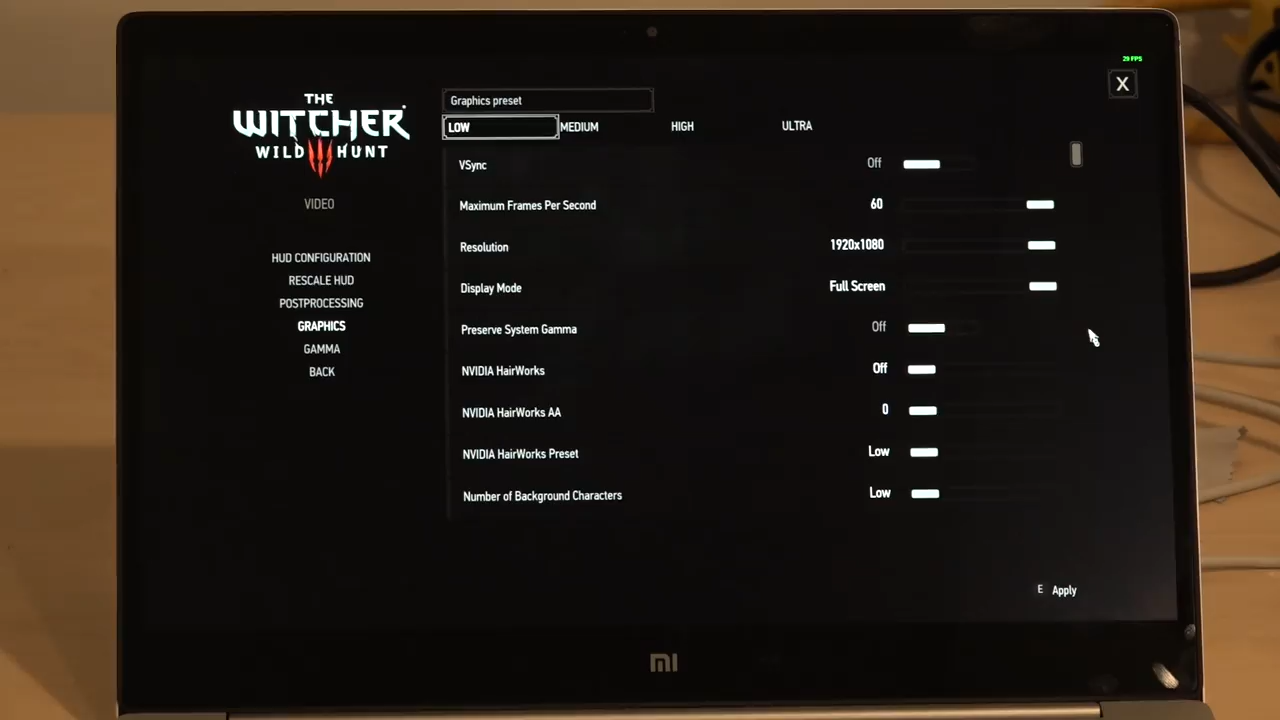 29 FPS
X
THE
WITCHER
WILD HUNT
VIDEO
HUD CONFIGURATION
RESCALE HUD
POSTPROCESSING
GRAPHICS
GAMMA
BACK
Graphics preset
LOW MEDIUM HIGH ULTRA
VSync Off
Maximum Frames Per Second 60
Resolution 1920x1080
Display Mode Full Screen
Preserve System Gamma Off
NVIDIA HairWorks Off
NVIDIA HairWorks AA 0
NVIDIA HairWorks Preset Low
Number of Background Characters Low
E Apply
mi